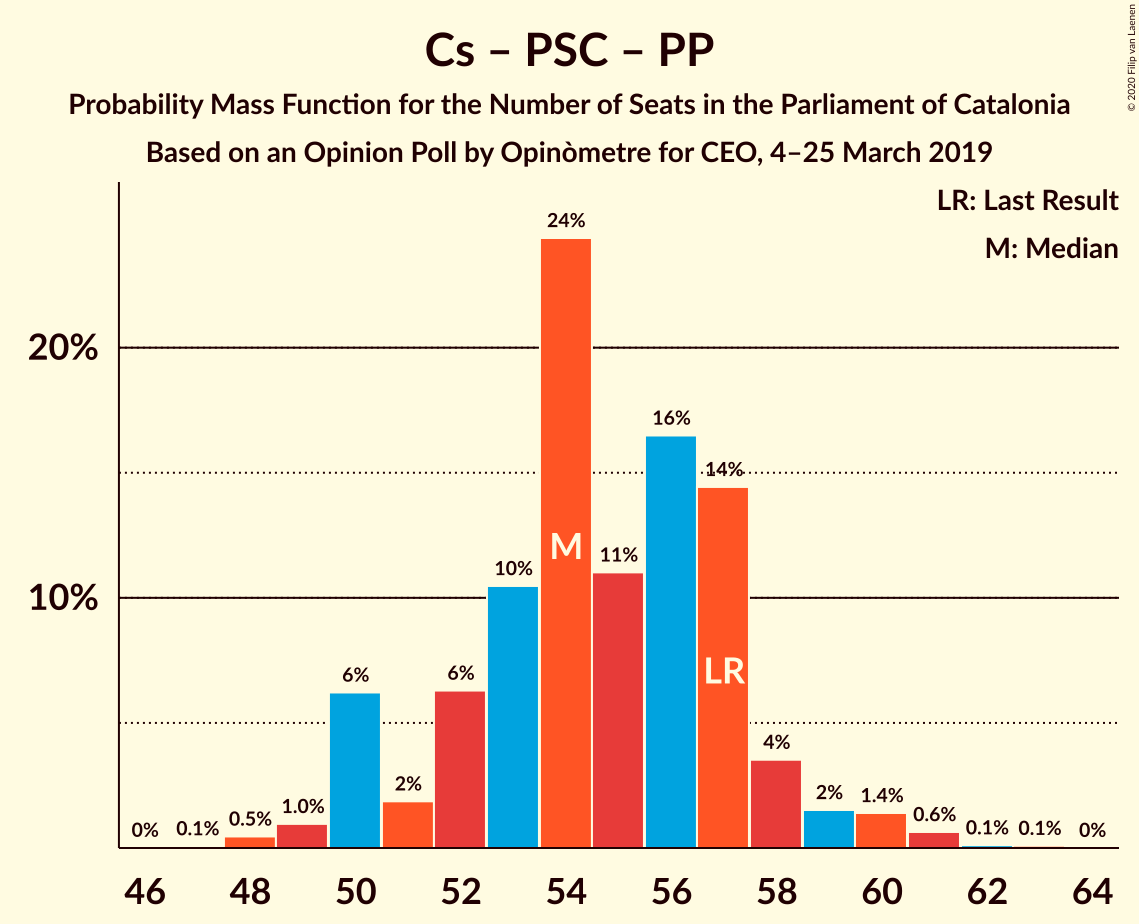 Cs – PSC – PP
Probability Mass Function for the Number of Seats in the Parliament of Catalonia
Based on an Opinion Poll by Opinòmetre for CEO, 4–25 March 2019
© 2020 Filip van Laenen
LR: Last Result
M: Median
20%
10%
0%
0.1%
0.5%
1.0%
6%
2%
6%
10%
24%
M
11%
16%
14%
LR
4%
2%
1.4%
0.6%
0.1%
0.1%
0%
46 48 50 52 54 56 58 60 62 64